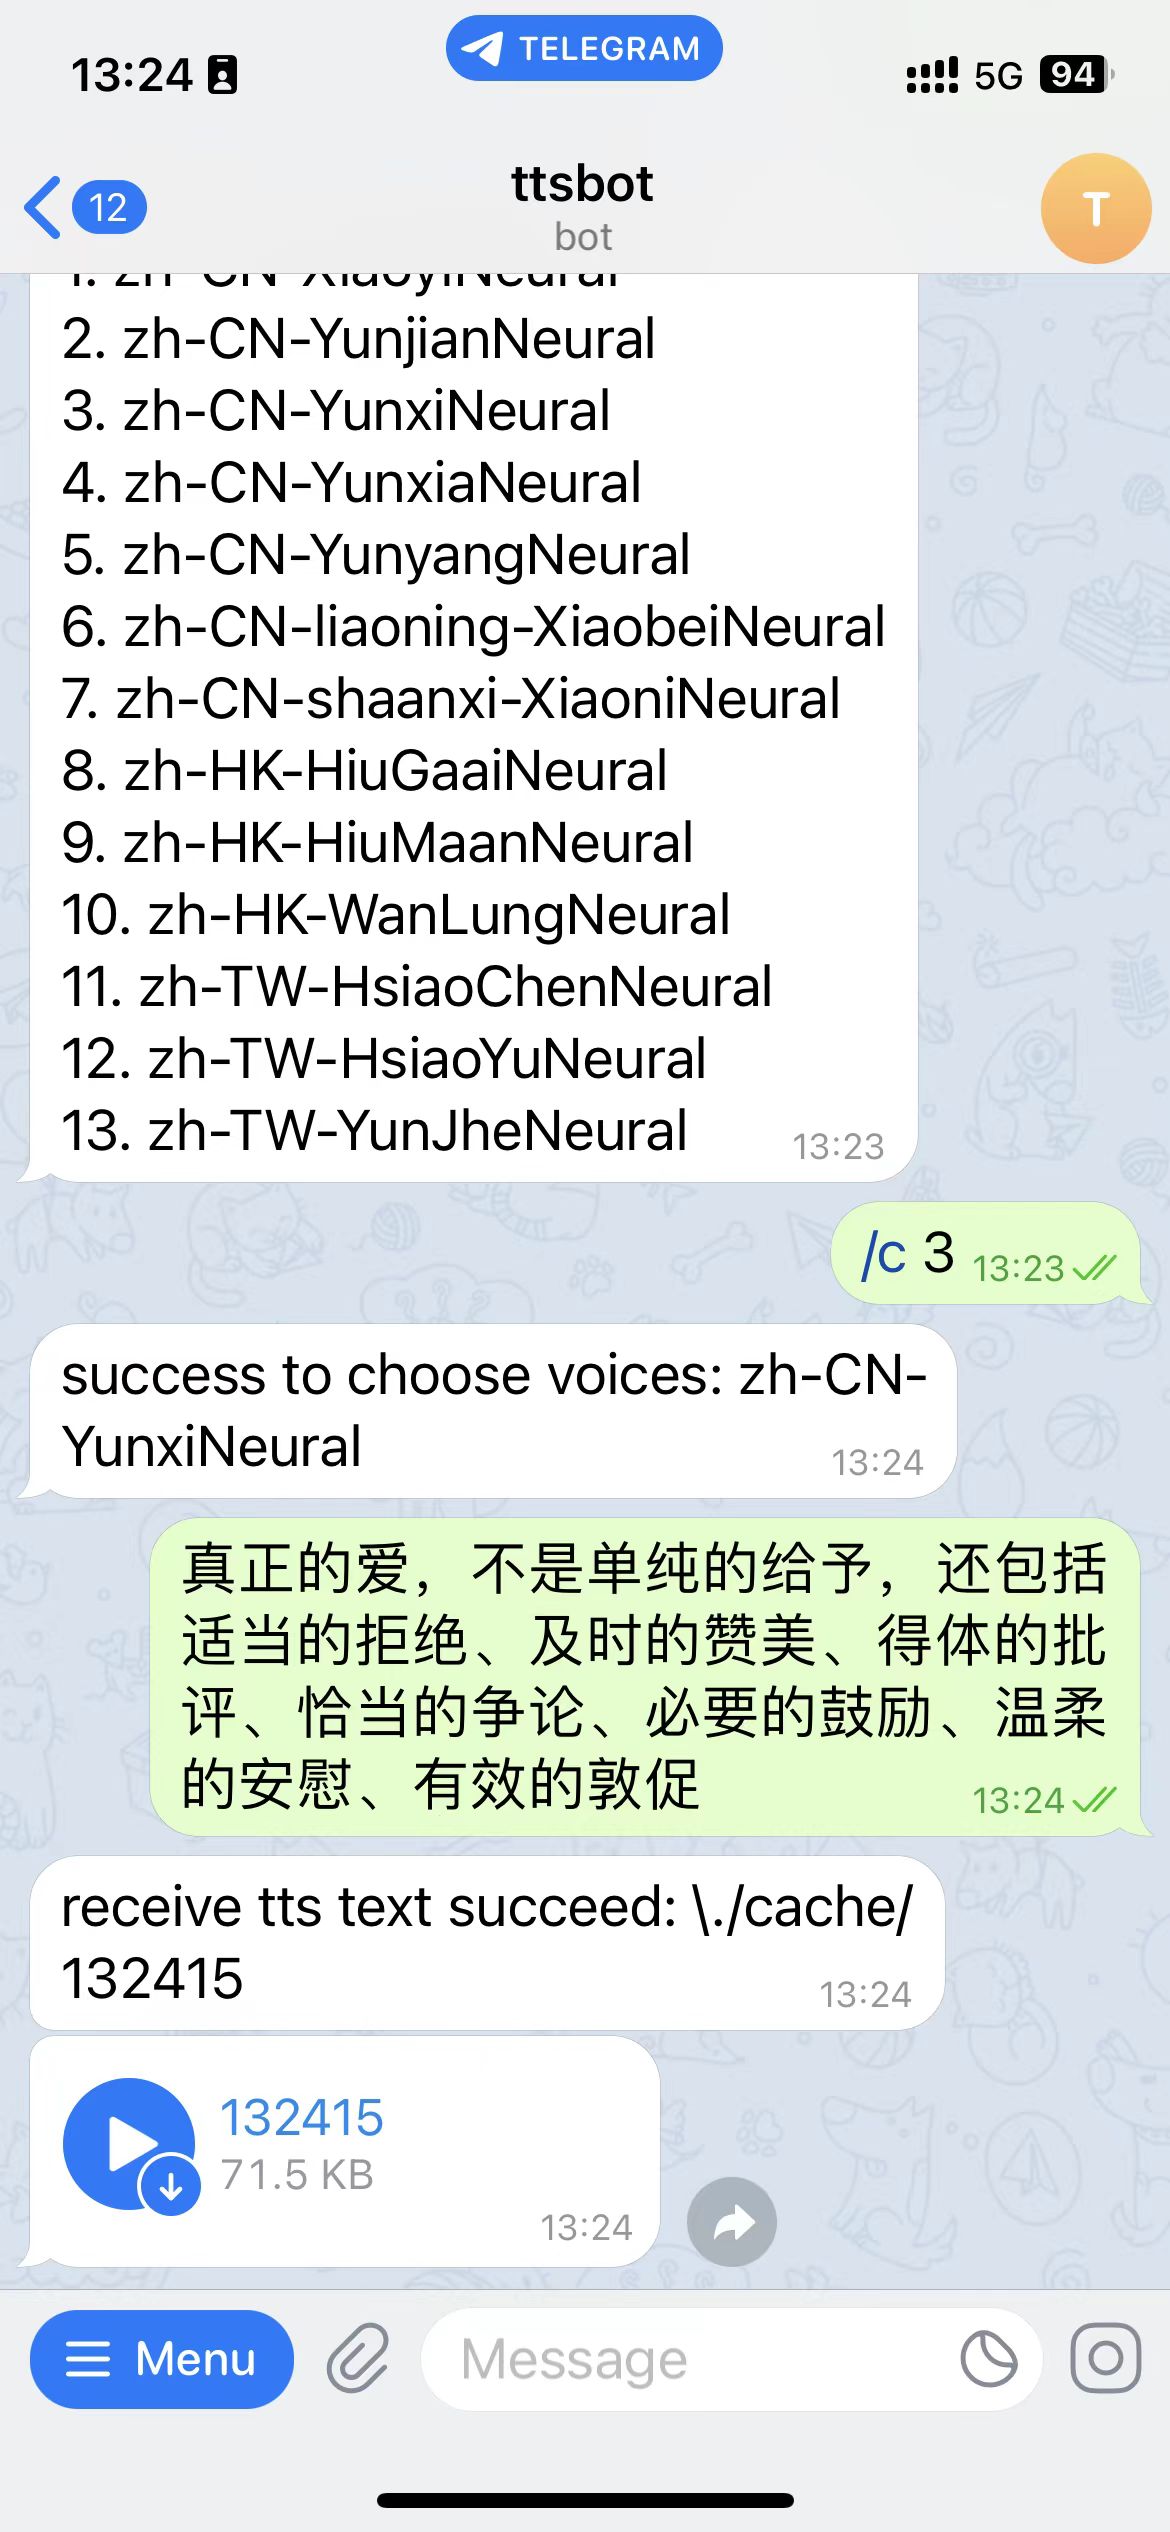 13:24
TELEGRAM
5G
94
12
ttsbot
bot
T
1. zh-CN-XiaoyiNeural
2. zh-CN-YunjianNeural
3. zh-CN-YunxiNeural
4. zh-CN-YunxiaNeural
5. zh-CN-YunyangNeural
6. zh-CN-liaoning-XiaobeiNeural
7. zh-CN-shaanxi-XiaoniNeural
8. zh-HK-HiuGaaiNeural
9. zh-HK-HiuMaanNeural
10. zh-HK-WanLungNeural
11. zh-TW-HsiaoChenNeural
12. zh-TW-HsiaoYuNeural
13. zh-TW-YunJheNeural
13:23
/c 3
13:23
success to choose voices: zh-CN-
YunxiNeural
13:24
真正的爱，不是单纯的给予，还包括
适当的拒绝、及时的赞美、得体的批
评、恰当的争论、必要的鼓励、温柔
的安慰、有效的敦促
13:24
receive tts text succeed: \./cache/
132415
13:24
132415
71.5 KB
13:24
Menu
Message